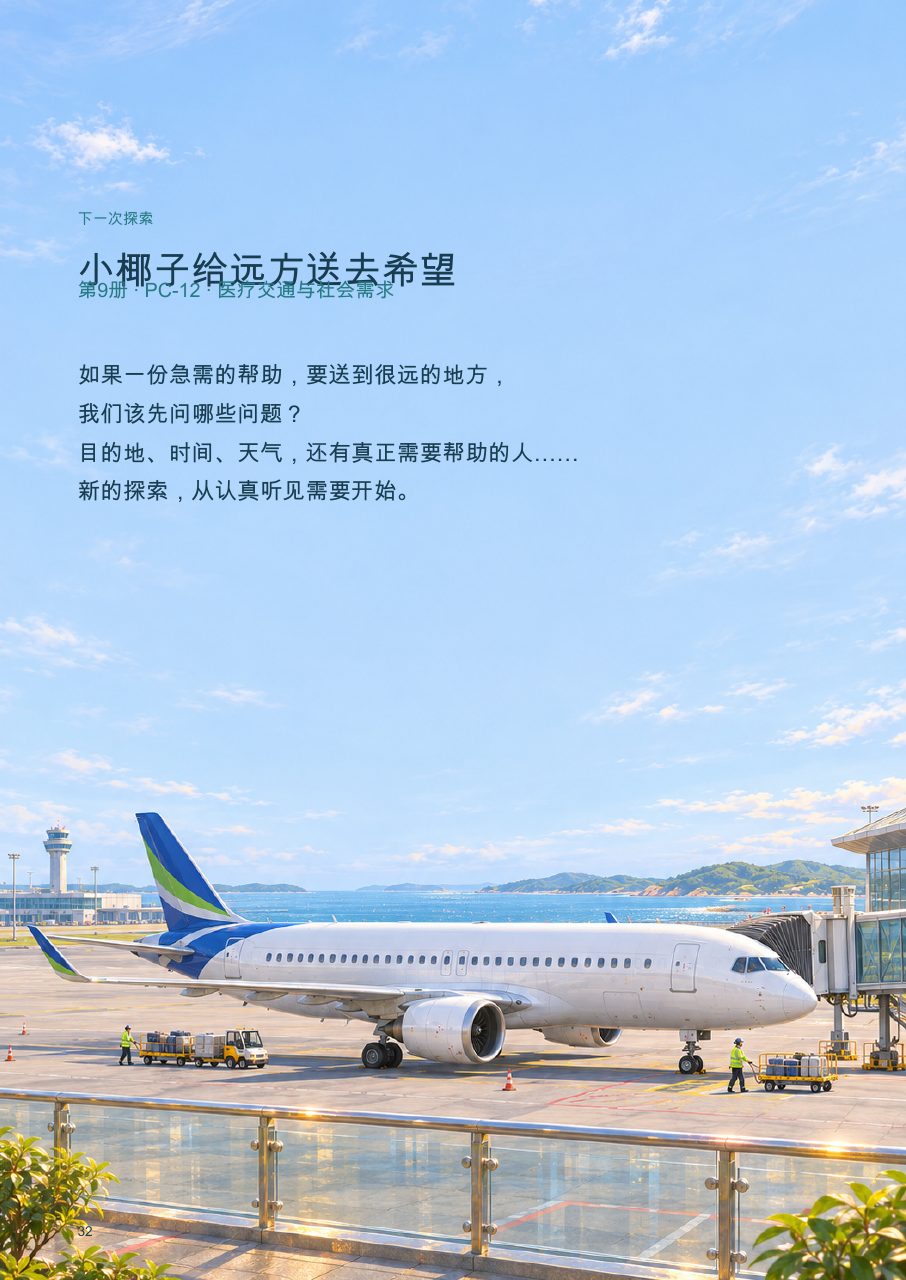 下一次探索
小椰子给远方送去希望
第9册 · PC-12 · 医疗交通与社会需求
如果一份急需的帮助，要送到很远的地方，
我们该先问哪些问题？
目的地、时间、天气，还有真正需要帮助的人……
新的探索，从认真听见需要开始。
32